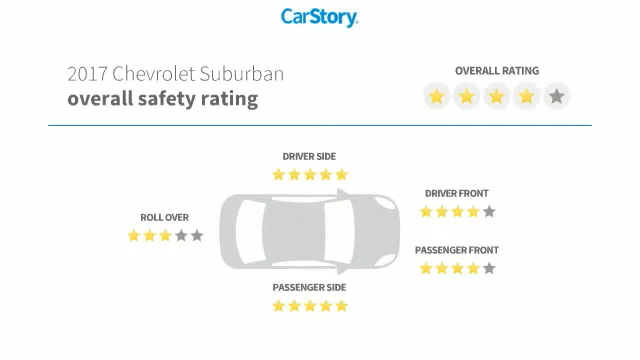 CarStory
2017 Chevrolet Suburban
overall safety rating
OVERALL RATING
DRIVER SIDE
DRIVER FRONT
ROLL OVER
PASSENGER FRONT
PASSENGER SIDE